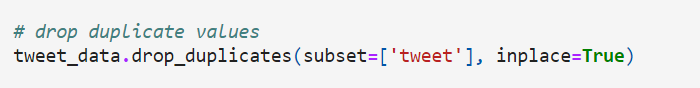 # drop duplicate values
tweet_data.drop_duplicates(subset=['tweet'], inplace=True)